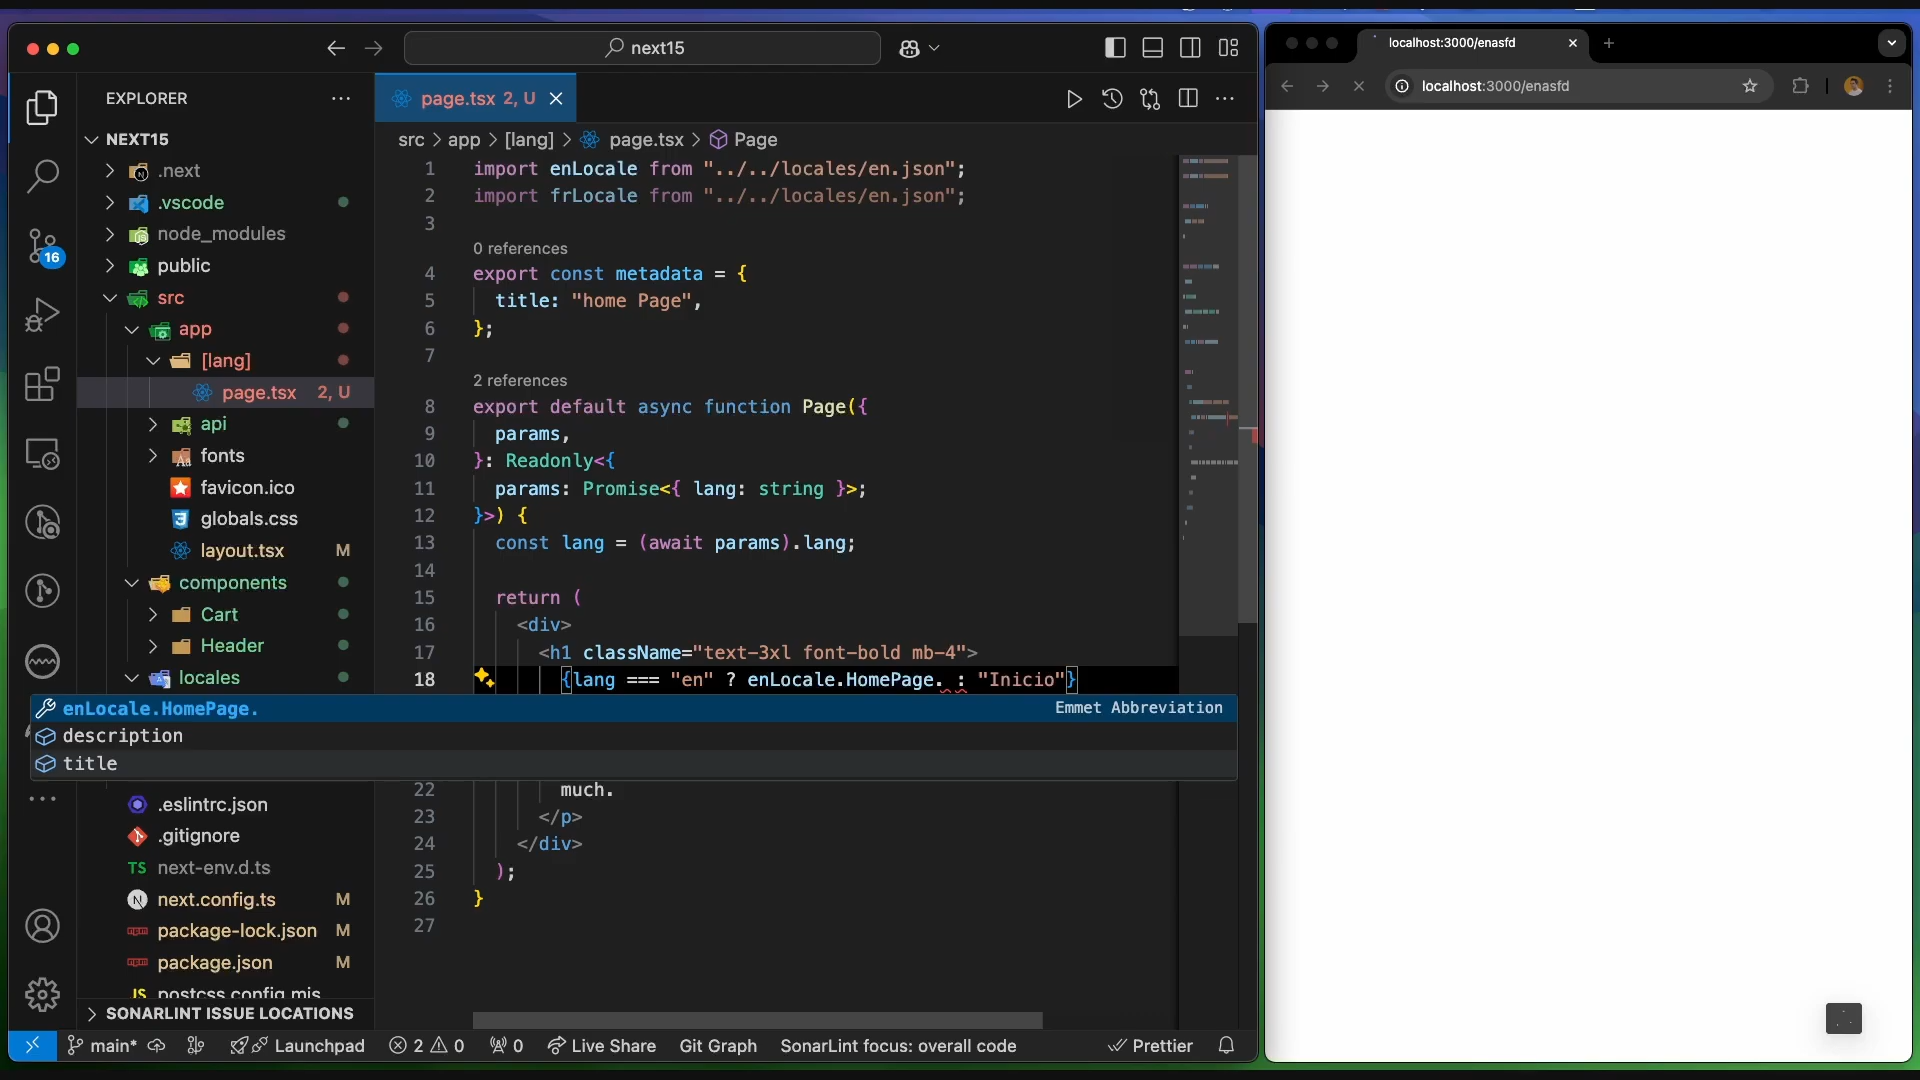 next15
EXPLORER
NEXT15
.next
.vscode
node_modules
public
src
app
[lang]
page.tsx 2, U
api
fonts
favicon.ico
globals.css
layout.tsx M
components
Cart
Header
locales
.eslintrc.json
.gitignore
TS next-env.d.ts
next.config.ts M
package-lock.json M
package.json M
JS postcss.config.mjs
SONARLINT ISSUE LOCATIONS
16
page.tsx 2, U
src > app > [lang] > page.tsx > Page
1 import enLocale from "../../locales/en.json";
2 import frLocale from "../../locales/en.json";
3
0 references
4 export const metadata = {
5 title: "home Page",
6 };
7
2 references
8 export default async function Page({
9 params,
10 }: Readonly<{
11 params: Promise<{ lang: string }>;
12 }>) {
13 const lang = (await params).lang;
14
15 return (
16 <div>
17 <h1 className="text-3xl font-bold mb-4">
18 {lang === "en" ? enLocale.HomePage. : "Inicio"}
enLocale.HomePage. Emmet Abbreviation
description
title
22 much.
23 </p>
24 </div>
25 );
26 }
27
main* Launchpad 2 0 0 Live Share Git Graph SonarLint focus: overall code Prettier
localhost:3000/enasfd
localhost:3000/enasfd